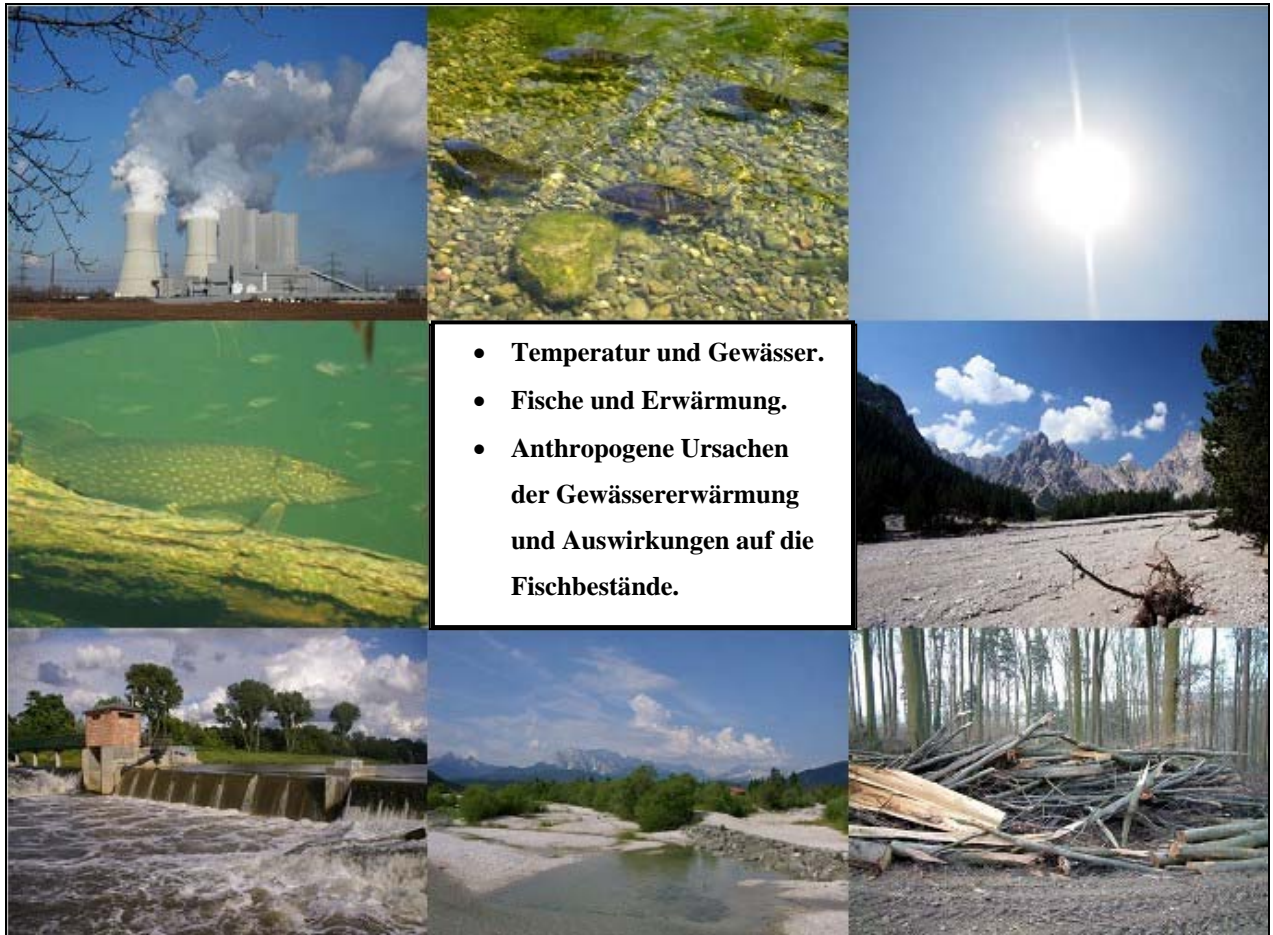 • Temperatur und Gewässer.
• Fische und Erwärmung.
• Anthropogene Ursachen
der Gewässererwärmung
und Auswirkungen auf die
Fischbestände.